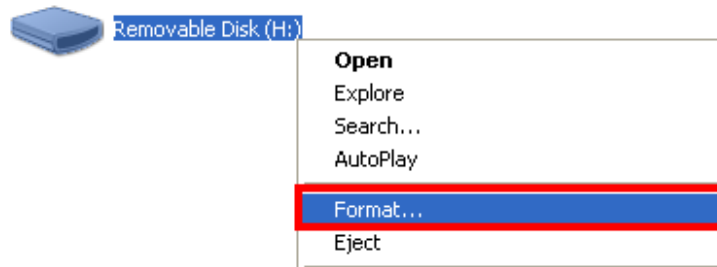 Removable Disk (H:)
Open
Explore
Search...
AutoPlay
Format...
Eject